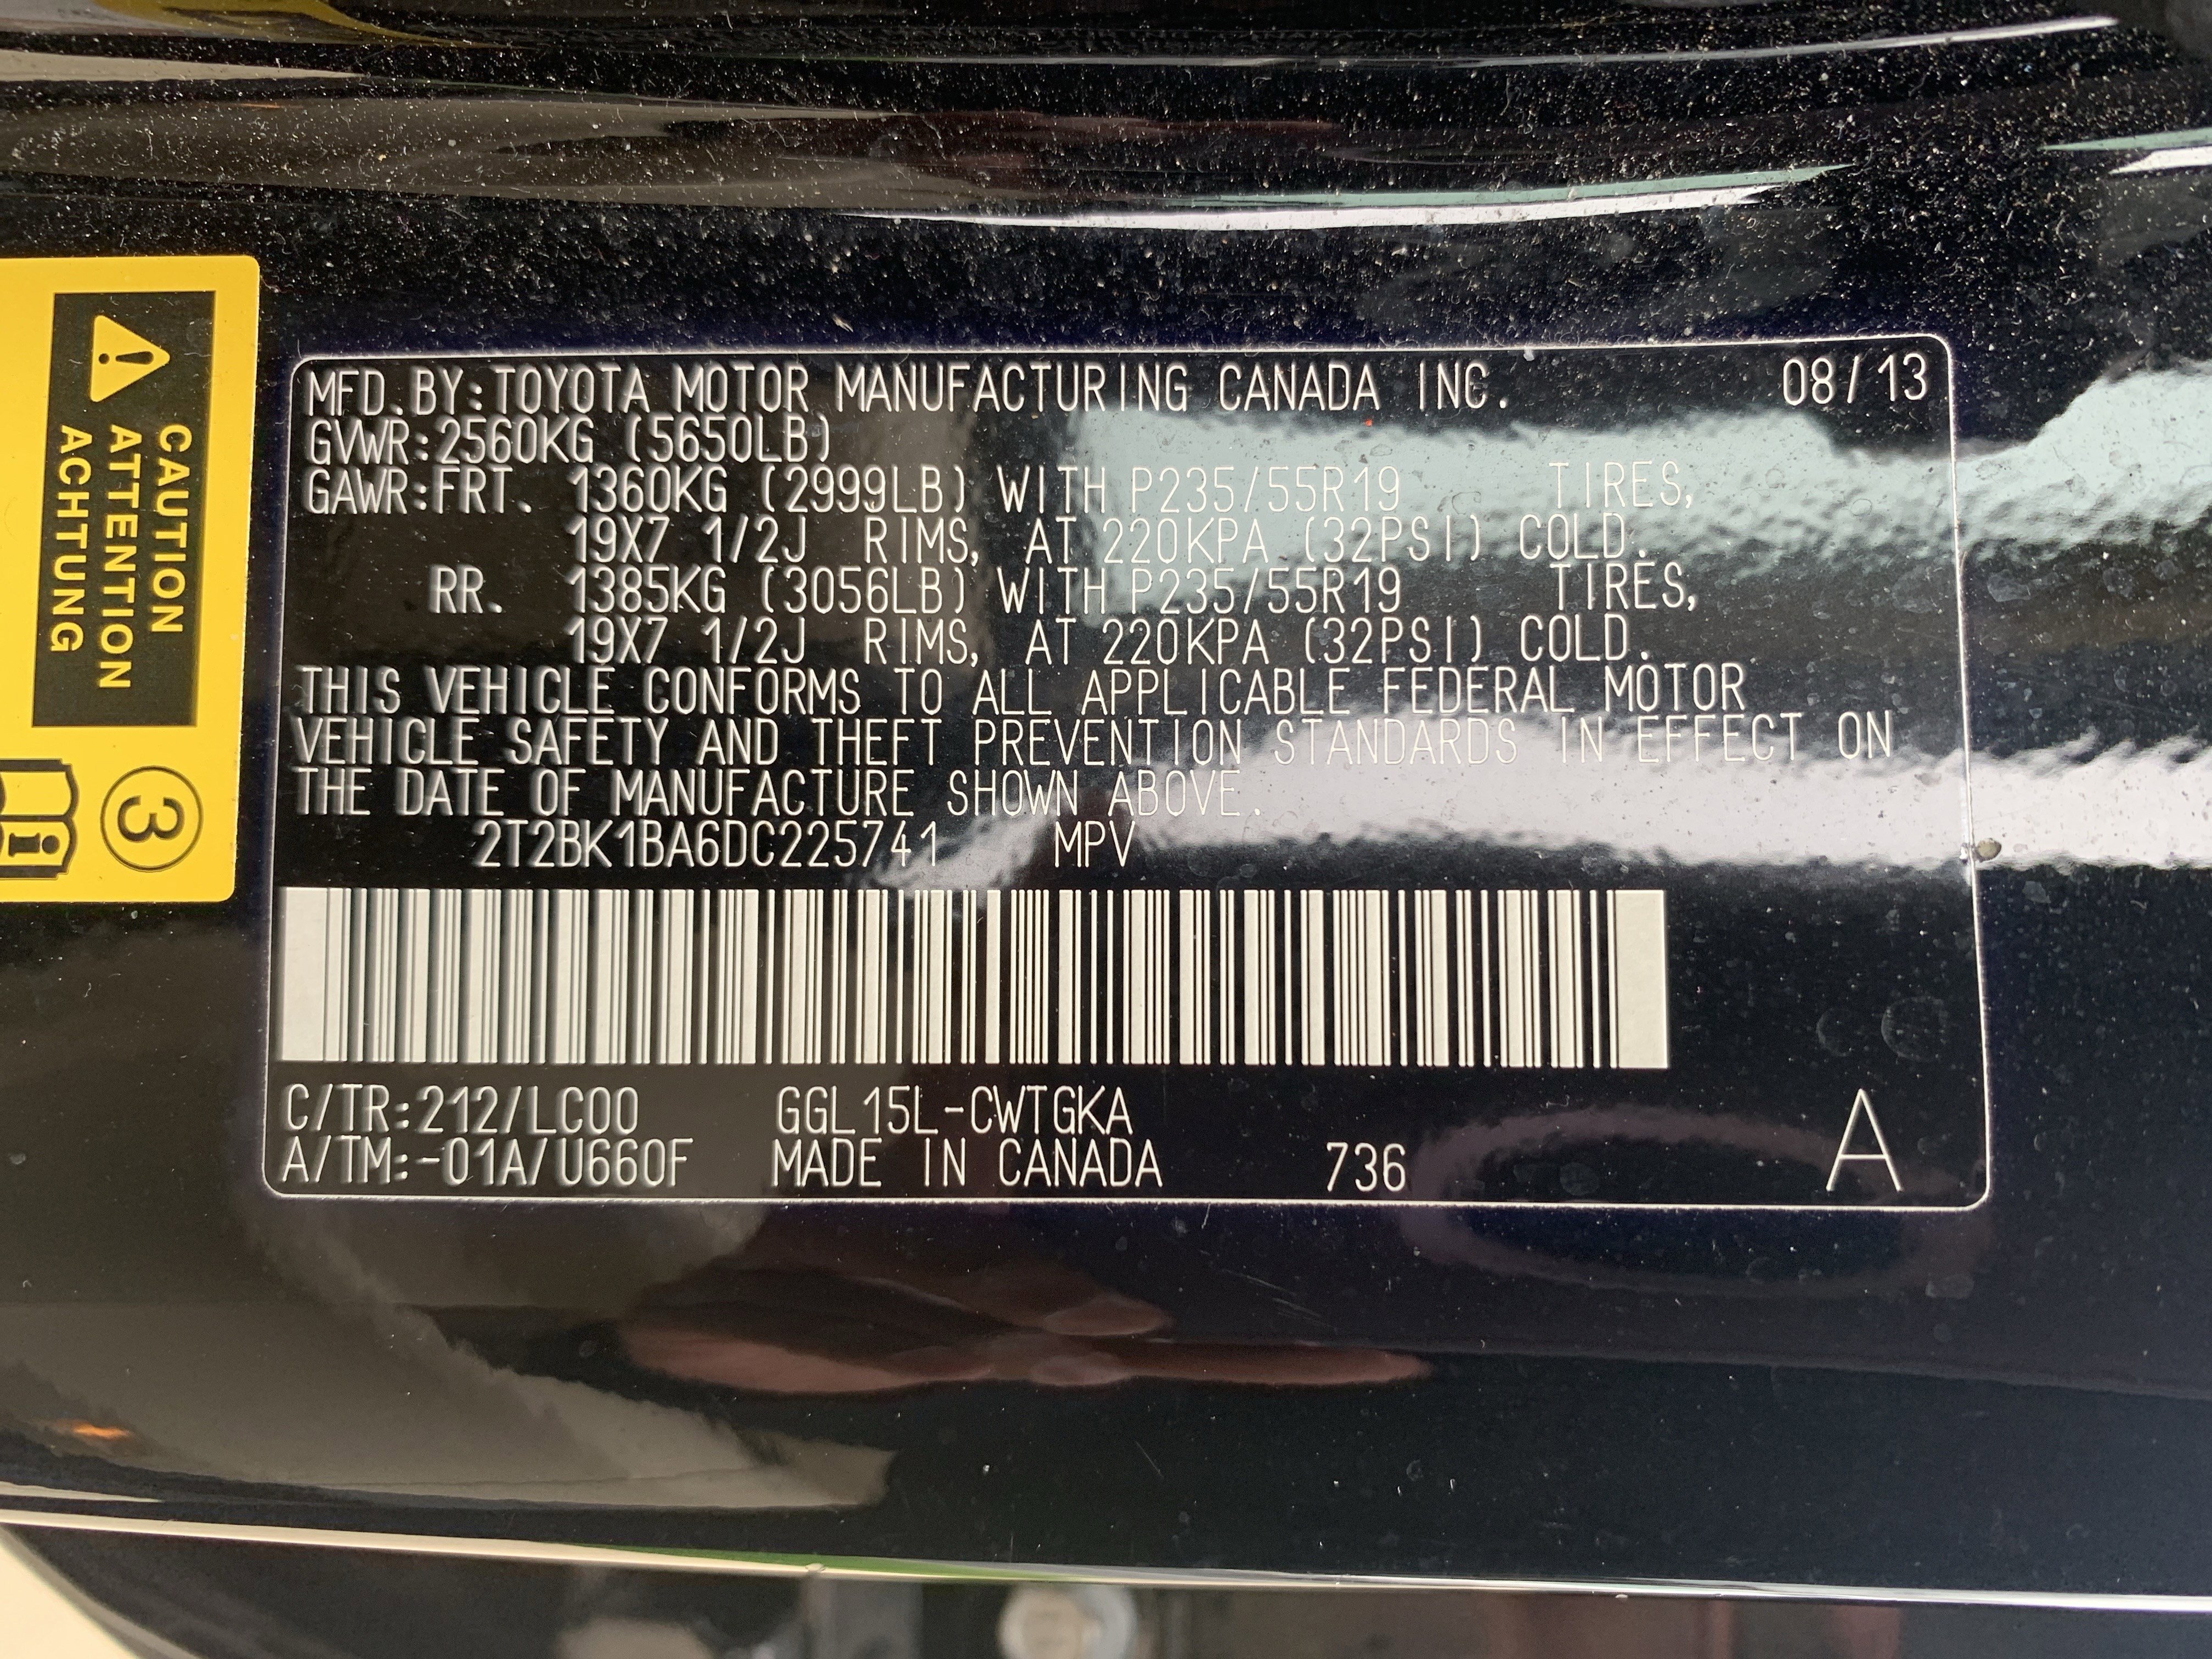 MFD. BY:TOYOTA MOTOR MANUFACTURING CANADA INC. 08/13
GVWR:2560KG (5650LB)
GAWR:FRT. 1360KG (2999LB) WITH P235/55R19 TIRES,
19X7 1/2J RIMS, AT 220KPA (32PSI) COLD.
RR. 1385KG (3056LB) WITH P235/55R19 TIRES,
19X7 1/2J RIMS, AT 220KPA (32PSI) COLD.
THIS VEHICLE CONFORMS TO ALL APPLICABLE FEDERAL MOTOR
VEHICLE SAFETY AND THEFT PREVENTION STANDARDS IN EFFECT ON
THE DATE OF MANUFACTURE SHOWN ABOVE.
2T2BK1BA6DC225741 MPV
C/TR:212/LC00 GGL15L-CWTGKA
A/TM:-01A/U660F MADE IN CANADA 736 A
CAUTION
ATTENTION
ACHTUNG
3